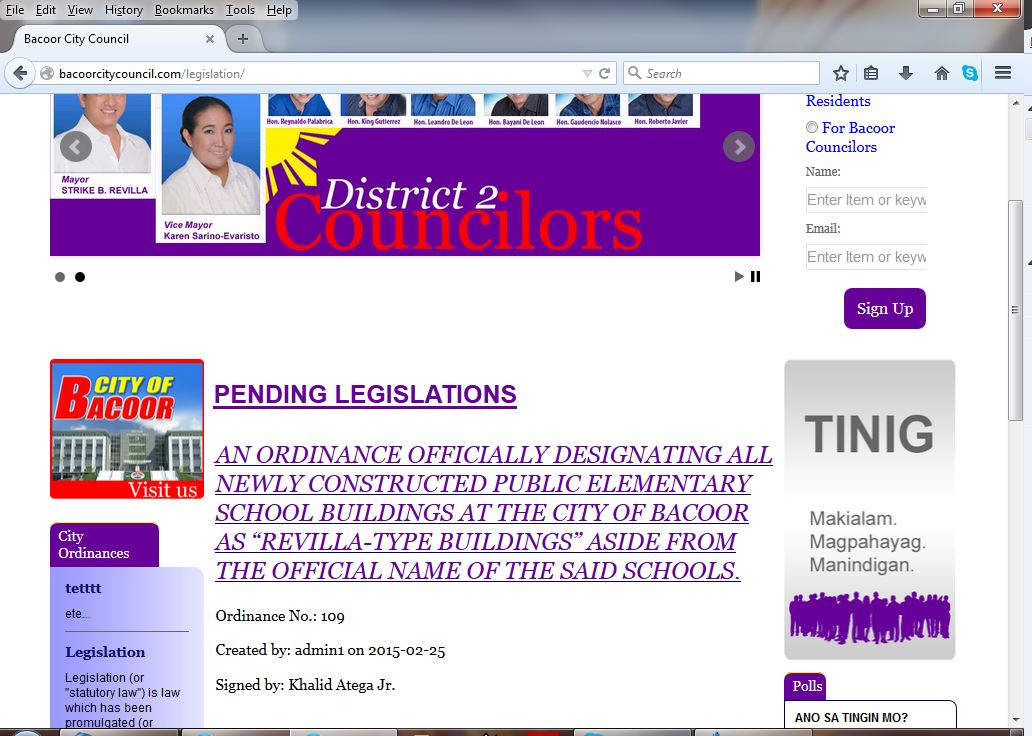 File Edit View History Bookmarks Tools Help
Bacoor City Council
bacoorcitycouncil.com/legislation/
Search
Hon. Reynaldo Palabrica Hon. King Gutierrez Hon. Leandro De Leon Hon. Bayani De Leon Hon. Gaudencio Nolasco Hon. Roberto Javier
Mayor
STRIKE B. REVILLA
Vice Mayor
Karen Sarino-Evaristo
District 2
Councilors
Residents
For Bacoor
Councilors
Name:
Enter Item or keyw
Email:
Enter Item or keyw
Sign Up
CITY OF
BACOOR
Visit us
City
Ordinances
tetttt
ete...
Legislation
Legislation (or
"statutory law") is law
which has been
promulgated (or
PENDING LEGISLATIONS
AN ORDINANCE OFFICIALLY DESIGNATING ALL
NEWLY CONSTRUCTED PUBLIC ELEMENTARY
SCHOOL BUILDINGS AT THE CITY OF BACOOR
AS “REVILLA-TYPE BUILDINGS” ASIDE FROM
THE OFFICIAL NAME OF THE SAID SCHOOLS.
Ordinance No.: 109
Created by: admin1 on 2015-02-25
Signed by: Khalid Atega Jr.
TINIG
Makialam.
Magpahayag.
Manindigan.
Polls
ANO SA TINGIN MO?